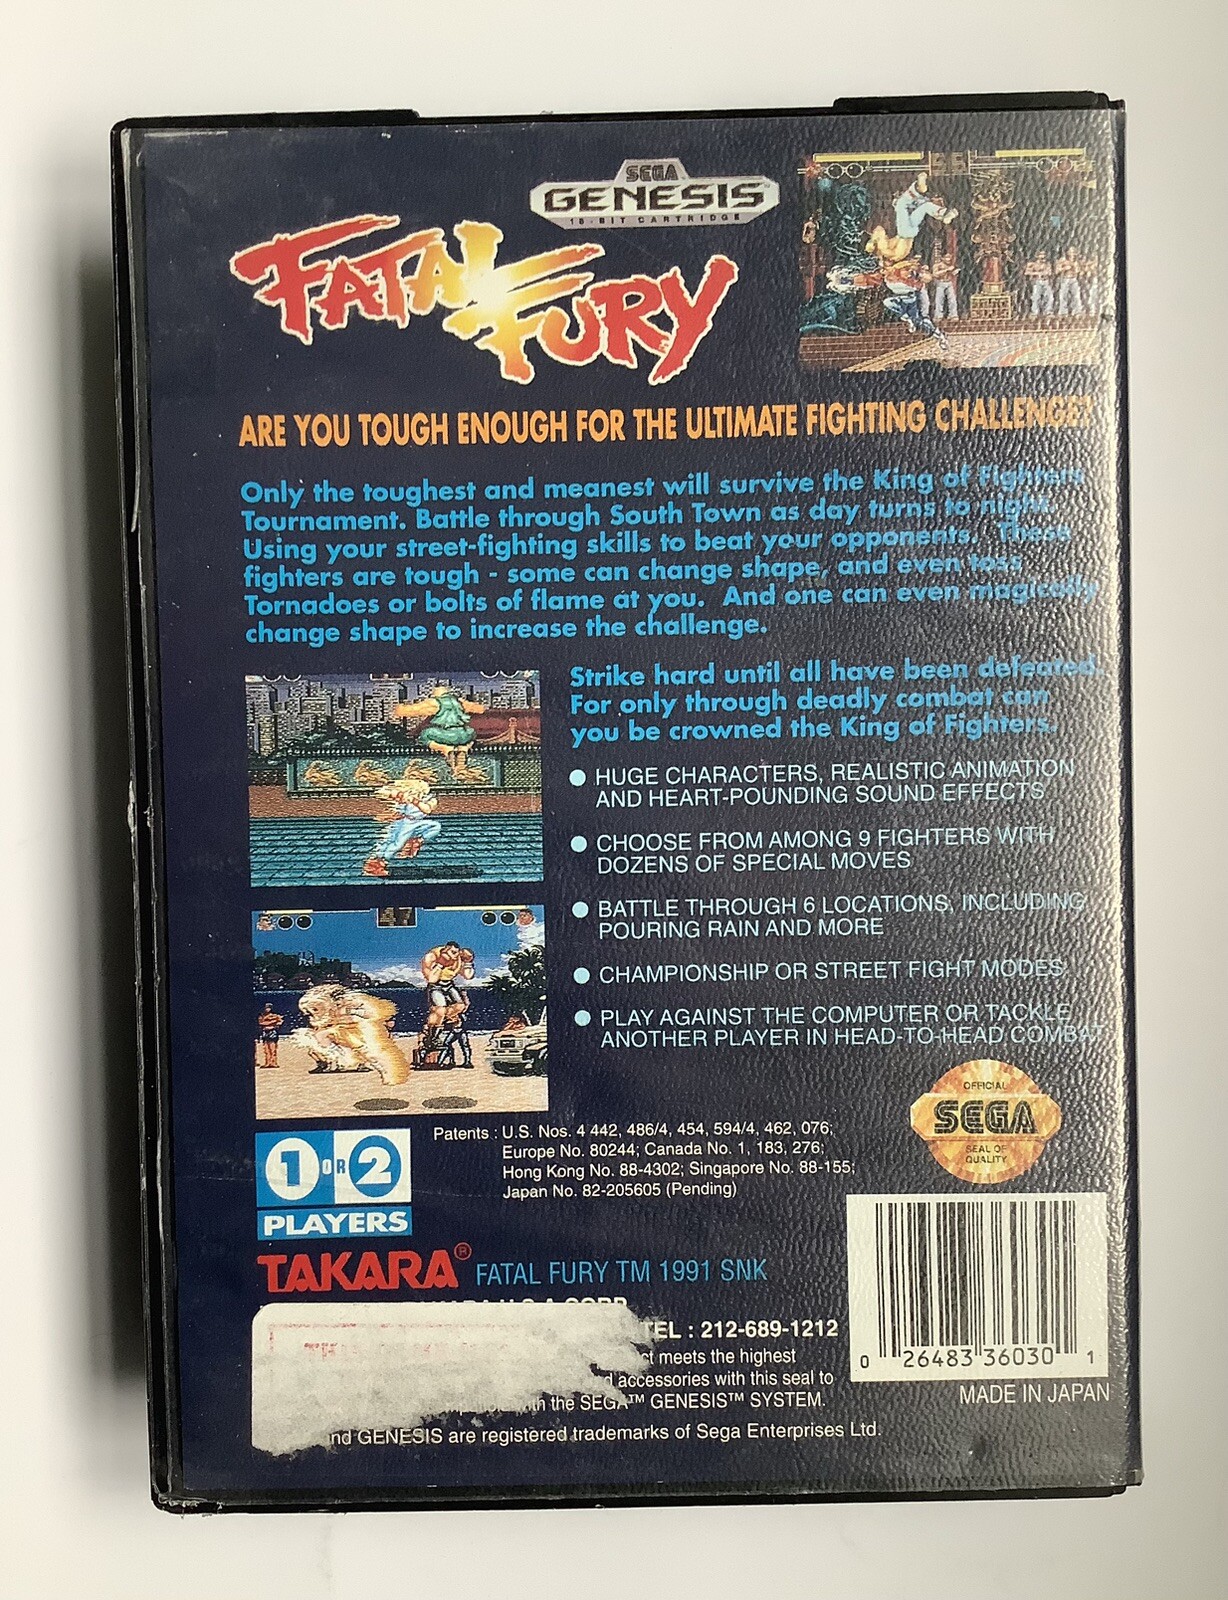 SEGA
GENESIS
16-BIT CARTRIDGE
FATAL
FURY
ARE YOU TOUGH ENOUGH FOR THE ULTIMATE FIGHTING CHALLENGE?
Only the toughest and meanest will survive the King of Fighters
Tournament. Battle through South Town as day turns to night.
Using your street-fighting skills to beat your opponents. These
fighters are tough - some can change shape, and even toss
Tornadoes or bolts of flame at you. And one can even magically
change shape to increase the challenge.
Strike hard until all have been defeated.
For only through deadly combat can
you be crowned the King of Fighters.
● HUGE CHARACTERS, REALISTIC ANIMATION
AND HEART-POUNDING SOUND EFFECTS
● CHOOSE FROM AMONG 9 FIGHTERS WITH
DOZENS OF SPECIAL MOVES
● BATTLE THROUGH 6 LOCATIONS, INCLUDING
POURING RAIN AND MORE
● CHAMPIONSHIP OR STREET FIGHT MODES
● PLAY AGAINST THE COMPUTER OR TACKLE
ANOTHER PLAYER IN HEAD-TO-HEAD COMBAT
47
OFFICIAL
SEGA
SEAL OF
QUALITY
1 OR 2
PLAYERS
Patents : U.S. Nos. 4 442, 486/4, 454, 594/4, 462, 076;
Europe No. 80244; Canada No. 1, 183, 276;
Hong Kong No. 88-4302; Singapore No. 88-155;
Japan No. 82-205605 (Pending)
TAKARA® FATAL FURY TM 1991 SNK
U.S.A. CORP.
TEL : 212-689-1212
meets the highest
accessories with this seal to
the SEGA™ GENESIS™ SYSTEM.
GENESIS are registered trademarks of Sega Enterprises Ltd.
0 26483 36030 1
MADE IN JAPAN